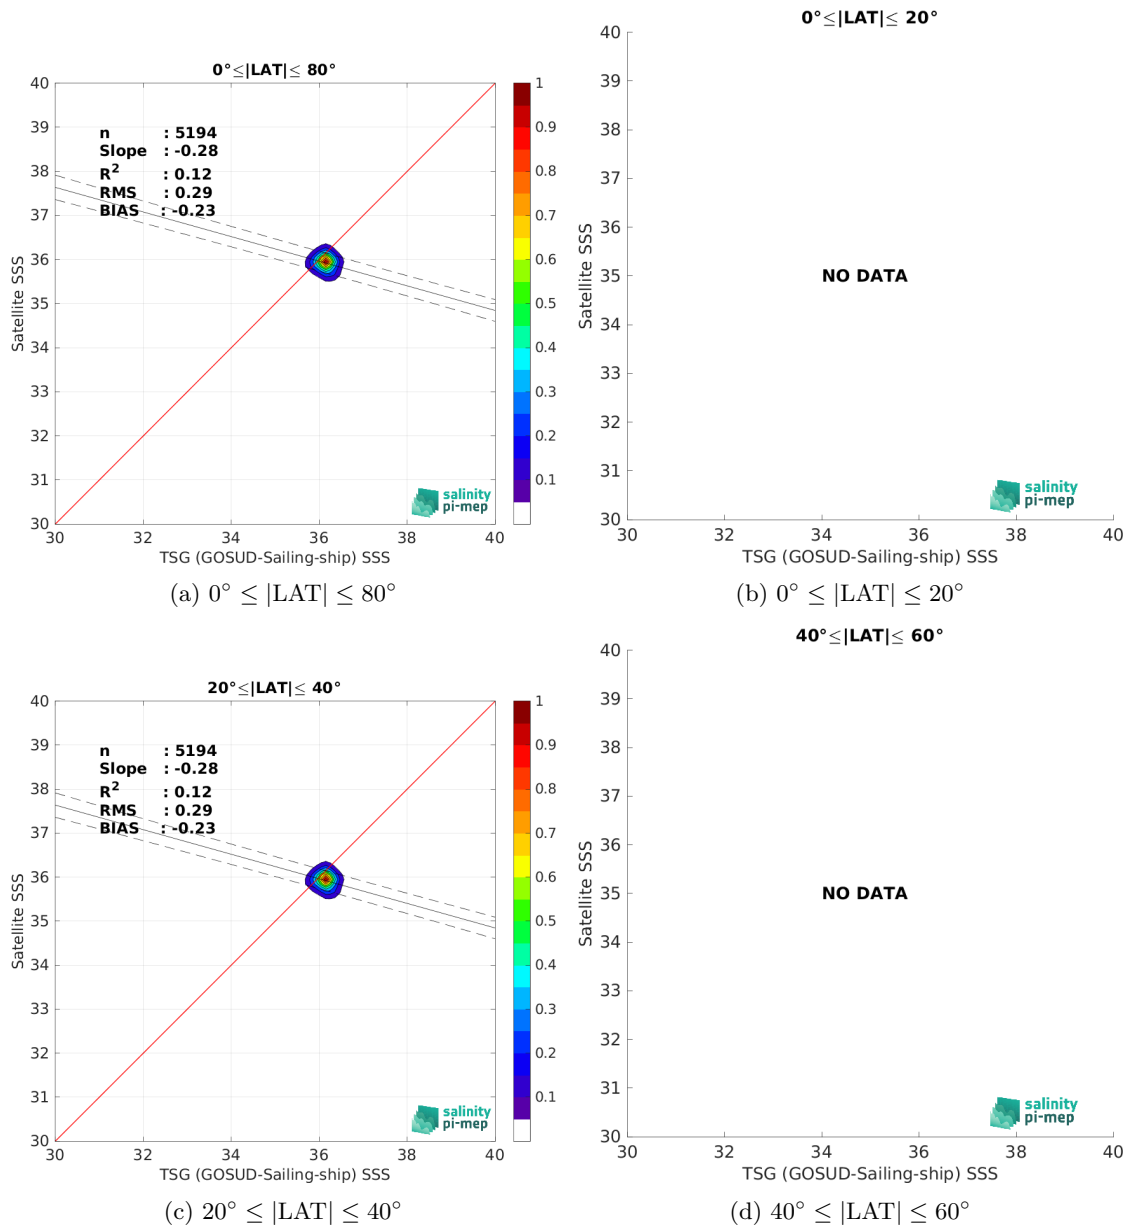 0°≤|LAT|≤ 80°
40
39
38
37
36
35
34
33
32
31
30
Satellite SSS
n : 5194
Slope : -0.28
R2 : 0.12
RMS : 0.29
BIAS : -0.23
salinity
pi-mep
30 32 34 36 38 40
TSG (GOSUD-Sailing-ship) SSS
1
0.9
0.8
0.7
0.6
0.5
0.4
0.3
0.2
0.1
(a) 0° ≤ |LAT| ≤ 80°
0°≤|LAT|≤ 20°
40
39
38
37
36
35
34
33
32
31
30
Satellite SSS
NO DATA
salinity
pi-mep
30 32 34 36 38 40
TSG (GOSUD-Sailing-ship) SSS
(b) 0° ≤ |LAT| ≤ 20°
20°≤|LAT|≤ 40°
40
39
38
37
36
35
34
33
32
31
30
Satellite SSS
n : 5194
Slope : -0.28
R2 : 0.12
RMS : 0.29
BIAS : -0.23
salinity
pi-mep
30 32 34 36 38 40
TSG (GOSUD-Sailing-ship) SSS
1
0.9
0.8
0.7
0.6
0.5
0.4
0.3
0.2
0.1
(c) 20° ≤ |LAT| ≤ 40°
40°≤|LAT|≤ 60°
40
39
38
37
36
35
34
33
32
31
30
Satellite SSS
NO DATA
salinity
pi-mep
30 32 34 36 38 40
TSG (GOSUD-Sailing-ship) SSS
(d) 40° ≤ |LAT| ≤ 60°